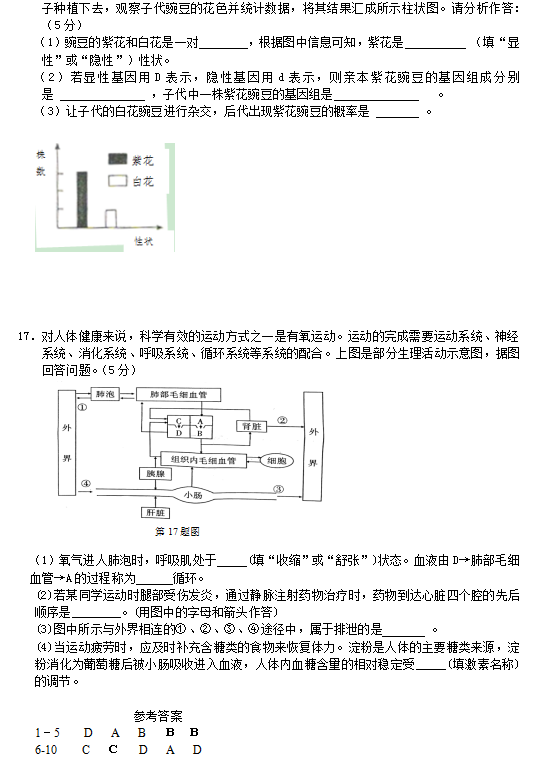 子种植下去，观察子代豌豆的花色并统计数据，将其结果汇成所示柱状图。请分析作答：
（5分）
(1)豌豆的紫花和白花是一对________，根据图中信息可知，紫花是__________（填“显
性”或“隐性”）性状。
(2)若显性基因用D表示，隐性基因用d表示，则亲本紫花豌豆的基因组成分别
是______________，子代中一株紫花豌豆的基因组是______________。
(3)让子代的白花豌豆进行杂交，后代出现紫花豌豆的概率是_______。
株
数
紫花
白花
性状
17．对人体健康来说，科学有效的运动方式之一是有氧运动。运动的完成需要运动系统、神经
系统、消化系统、呼吸系统、循环系统等系统的配合。上图是部分生理活动示意图，据图
回答问题。（5分）
肺泡
肺部毛细血管
①
外界
C
A
D
B
肾脏
②
外界
组织内毛细血管
细胞
胰腺
④
小肠
③
肝脏
第17题图
(1)氧气进人肺泡时，呼吸肌处于_____(填“收缩”或“舒张”)状态。血液由D→肺部毛细
血管→A的过程称为______循环。
(2)若某同学运动时腿部受伤发炎，通过静脉注射药物治疗时，药物到达心脏四个腔的先后
顺序是________。(用图中的字母和箭头作答)
(3)图中所示与外界相连的①、②、③、④途径中，属于排泄的是_______。
(4)当运动疲劳时，应及时补充含糖类的食物来恢复体力。淀粉是人体的主要糖类来源，淀
粉消化为葡萄糖后被小肠吸收进入血液，人体内血糖含量的相对稳定受_____(填激素名称)
的调节。
参考答案
1－5 D A B B B
6-10 C C D A D